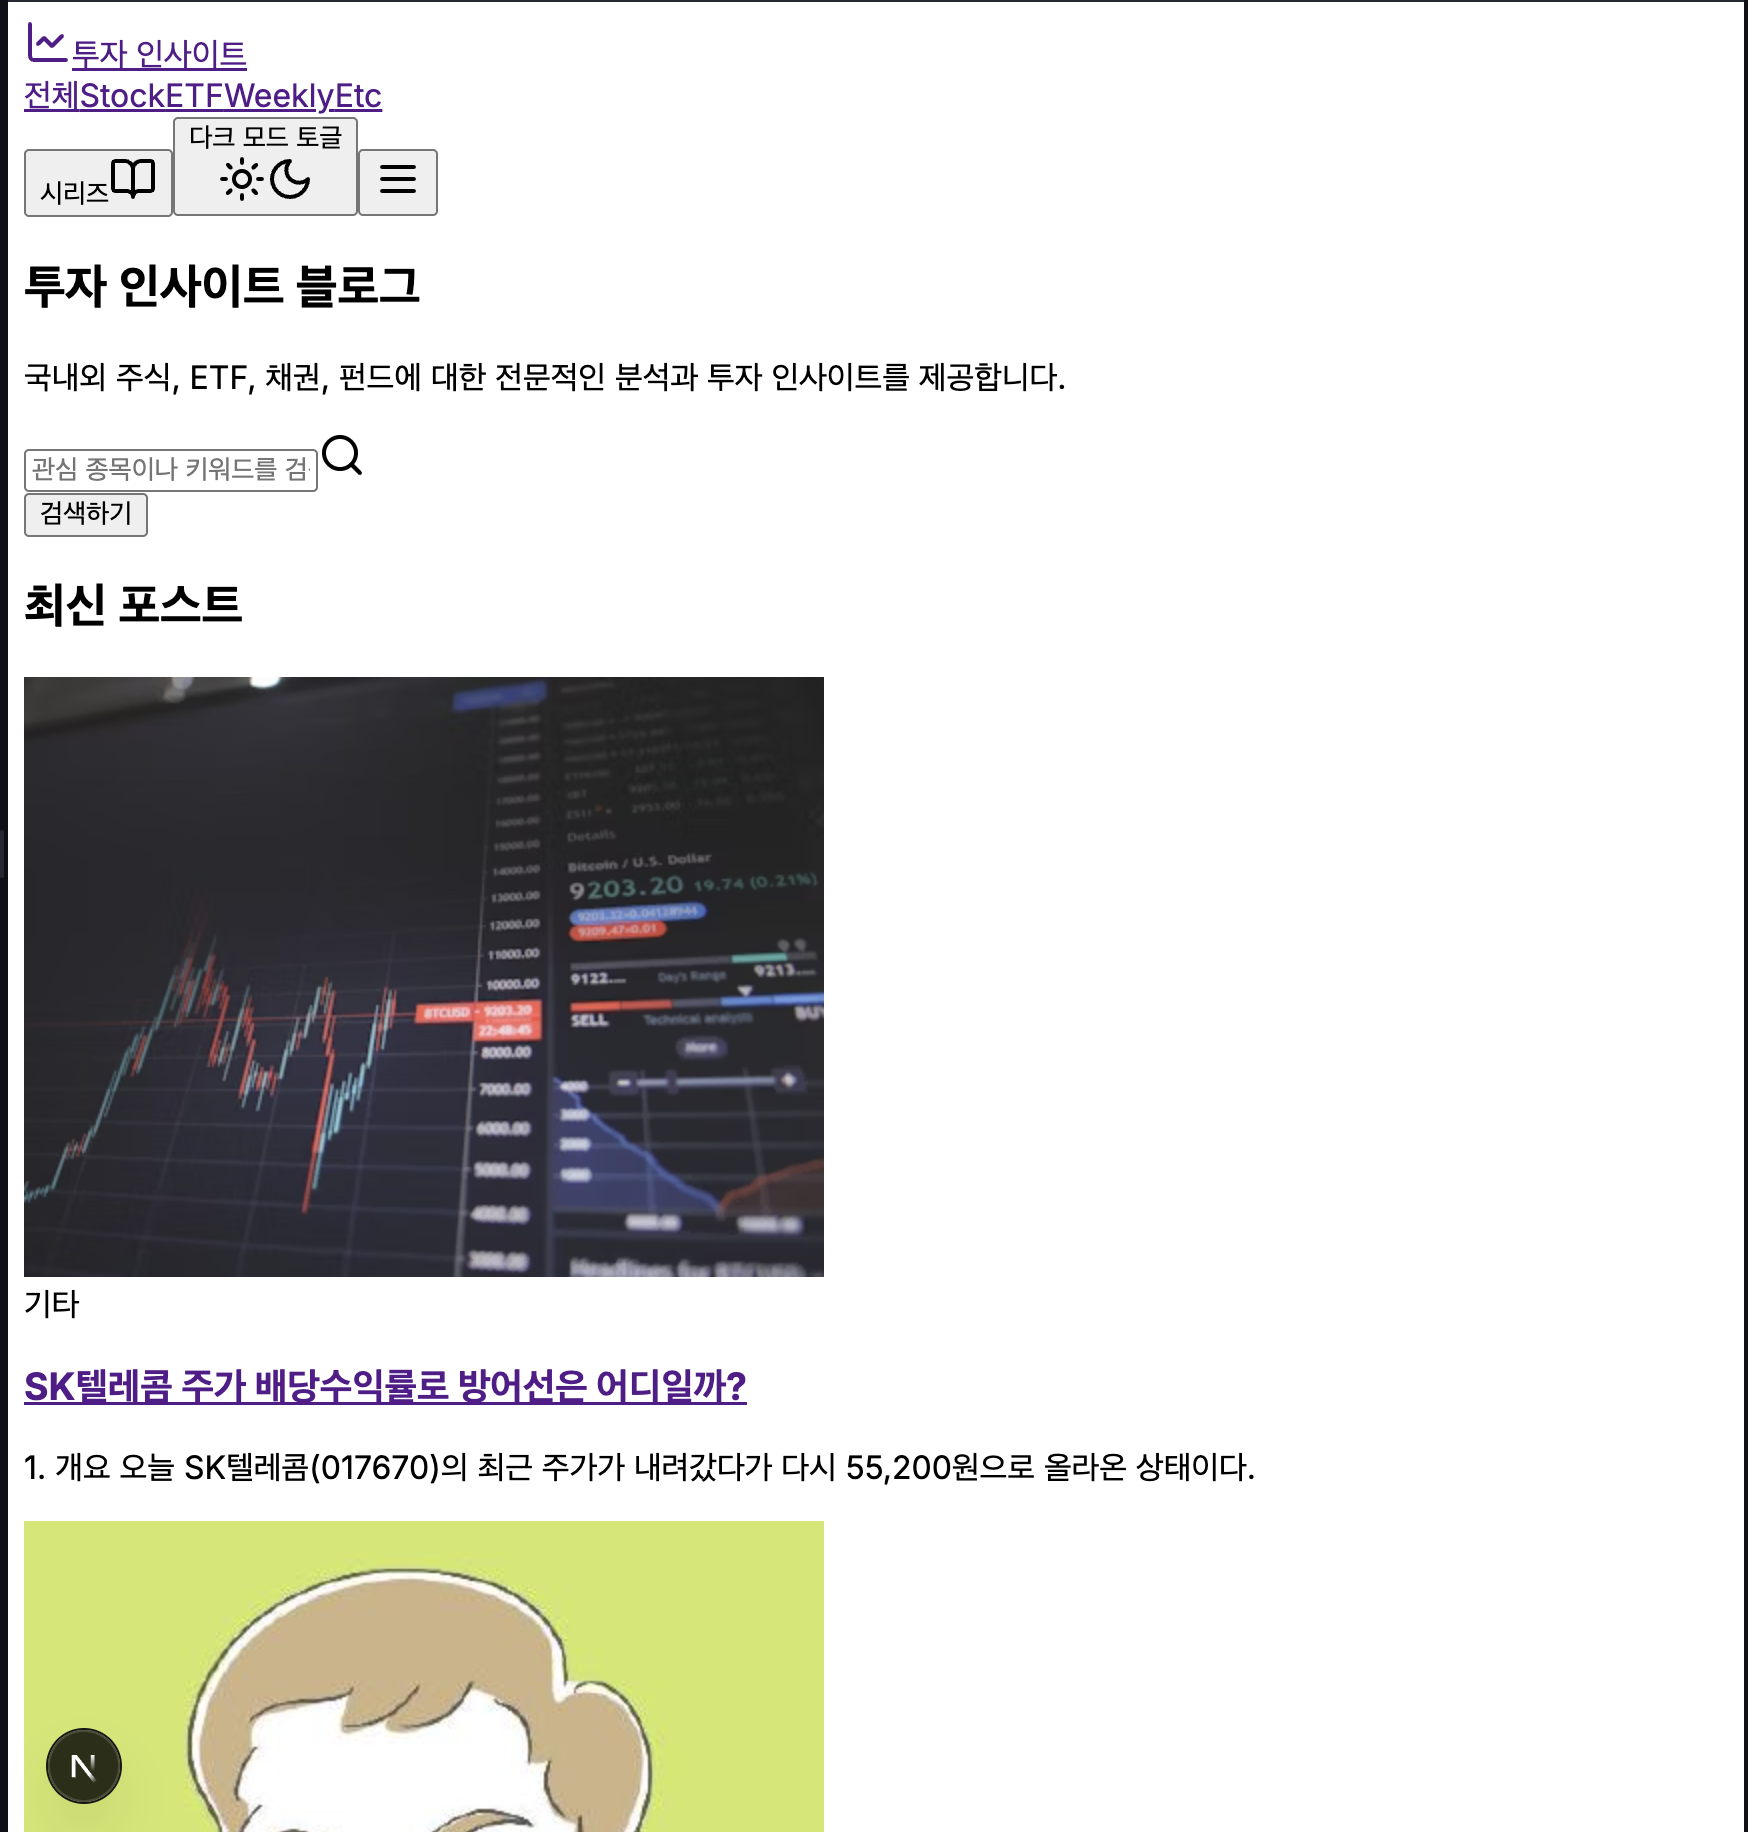 투자 인사이트
전체StockETFWeeklyEtc
다크 모드 토글
시리즈
투자 인사이트 블로그
국내외 주식, ETF, 채권, 펀드에 대한 전문적인 분석과 투자 인사이트를 제공합니다.
관심 종목이나 키워드를 검
검색하기
최신 포스트
Details
Bitcoin / U.S. Dollar
9203.20 19.74 (0.21%)
13000.00
12000.00
11000.00
10000.00
9122.... Day's Range 9213....
BTCUSD - 9203.20
22:48:45
SELL Technical analysis
More
8000.00
7000.00
6000.00
5000.00
4000.00
기타
SK텔레콤 주가 배당수익률로 방어선은 어디일까?
1. 개요 오늘 SK텔레콤(017670)의 최근 주가가 내려갔다가 다시 55,200원으로 올라온 상태이다.
N